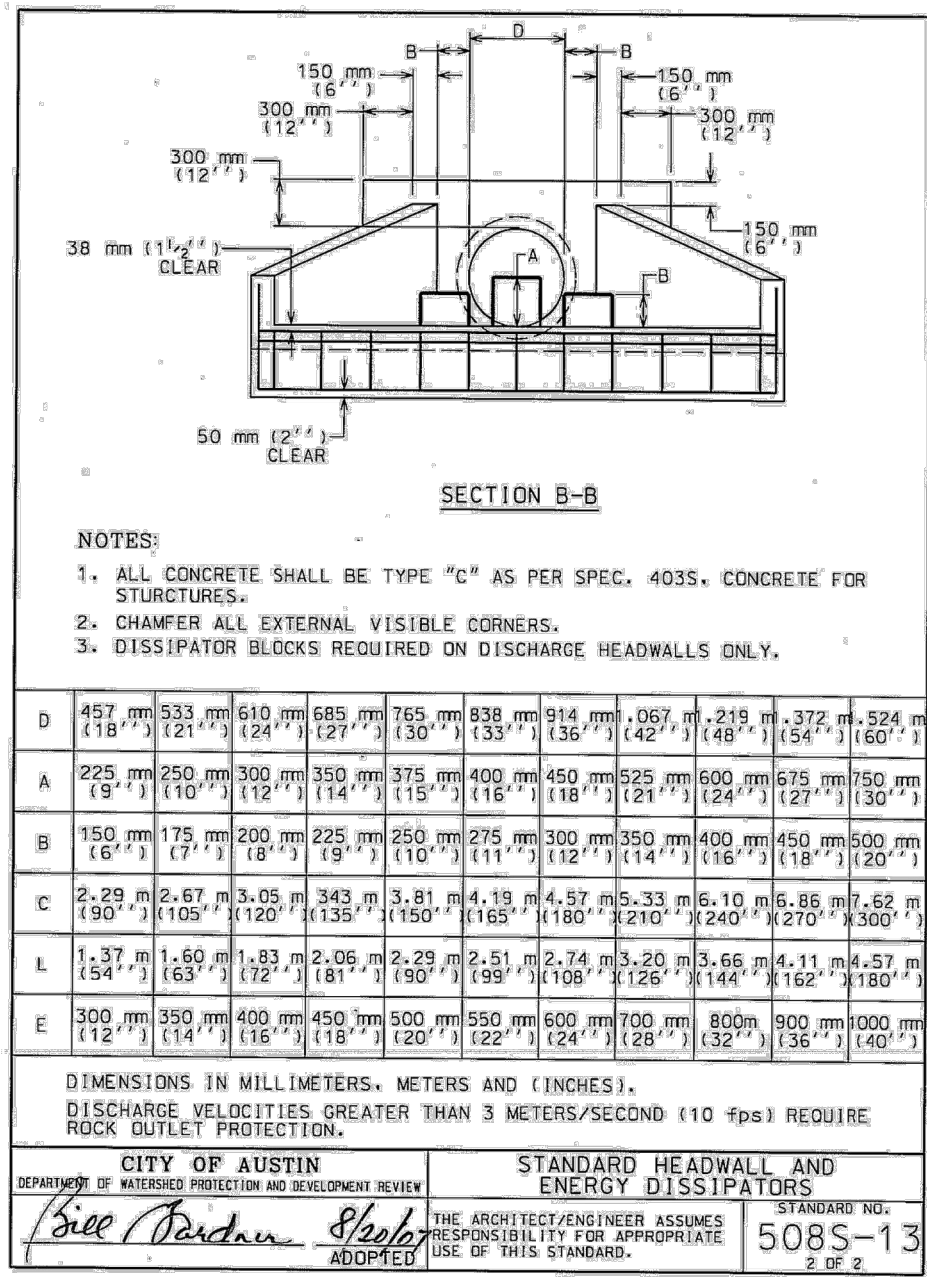 D
B
B
150 mm
(6'')
150 mm
(6'')
300 mm
(12'')
300 mm
(12'')
300 mm
(12'')
150 mm
(6'')
38 mm (1 1/2'')
CLEAR
A
B
50 mm (2'')
CLEAR
SECTION B-B
NOTES:
1. ALL CONCRETE SHALL BE TYPE "C" AS PER SPEC. 403S. CONCRETE FOR
STURCTURES.
2. CHAMFER ALL EXTERNAL VISIBLE CORNERS.
3. DISSIPATOR BLOCKS REQUIRED ON DISCHARGE HEADWALLS ONLY.
D 457 mm 533 mm 610 mm 685 mm 765 mm 838 mm 914 mm 1.067 m 1.219 m 1.372 m 1.524 m
(18'') (21'') (24'') (27'') (30'') (33'') (36'') (42'') (48'') (54'') (60'')
A 225 mm 250 mm 300 mm 350 mm 375 mm 400 mm 450 mm 525 mm 600 mm 675 mm 750 mm
(9'') (10'') (12'') (14'') (15'') (16'') (18'') (21'') (24'') (27'') (30'')
B 150 mm 175 mm 200 mm 225 mm 250 mm 275 mm 300 mm 350 mm 400 mm 450 mm 500 mm
(6'') (7'') (8'') (9'') (10'') (11'') (12'') (14'') (16'') (18'') (20'')
C 2.29 m 2.67 m 3.05 m 343 m 3.81 m 4.19 m 4.57 m 5.33 m 6.10 m 6.86 m 7.62 m
(90'') (105'') (120'') (135'') (150'') (165'') (180'') (210'') (240'') (270'') (300'')
L 1.37 m 1.60 m 1.83 m 2.06 m 2.29 m 2.51 m 2.74 m 3.20 m 3.66 m 4.11 m 4.57 m
(54'') (63'') (72'') (81'') (90'') (99'') (108'') (126'') (144'') (162'') (180'')
E 300 mm 350 mm 400 mm 450 mm 500 mm 550 mm 600 mm 700 mm 800m 900 mm 1000 mm
(12'') (14'') (16'') (18'') (20'') (22'') (24'') (28'') (32'') (36'') (40'')
DIMENSIONS IN MILLIMETERS, METERS AND (INCHES).
DISCHARGE VELOCITIES GREATER THAN 3 METERS/SECOND (10 fps) REQUIRE
ROCK OUTLET PROTECTION.
CITY OF AUSTIN
DEPARTMENT OF WATERSHED PROTECTION AND DEVELOPMENT REVIEW
STANDARD HEADWALL AND
ENERGY DISSIPATORS
Bill Gardner 8/20/07
ADOPTED
THE ARCHITECT/ENGINEER ASSUMES
RESPONSIBILITY FOR APPROPRIATE
USE OF THIS STANDARD.
STANDARD NO.
508S-13
2 OF 2